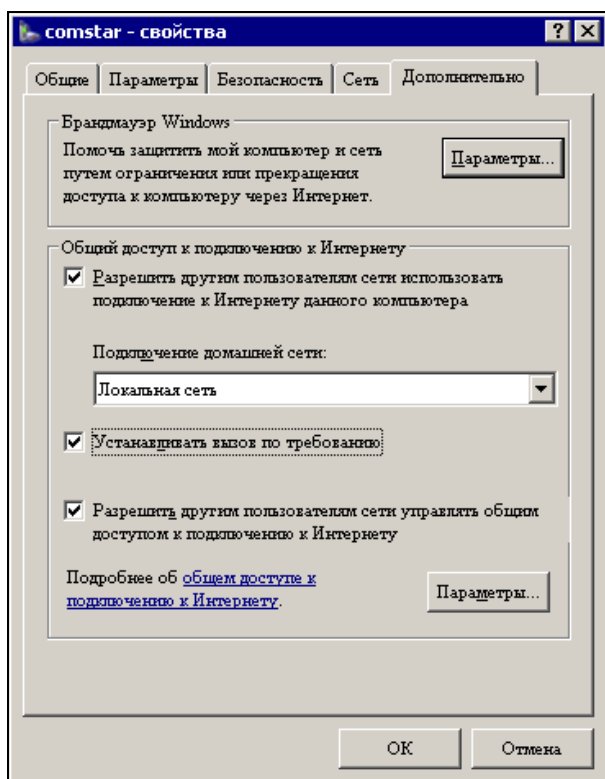 comstar - свойства
Общие Параметры Безопасность Сеть Дополнительно
Брандмауэр Windows
Помочь защитить мой компьютер и сеть
путем ограничения или прекращения
доступа к компьютеру через Интернет.
Параметры...
Общий доступ к подключению к Интернету
Разрешить другим пользователям сети использовать
подключение к Интернету данного компьютера
Подключение домашней сети:
Локальная сеть
Устанавливать вызов по требованию
Разрешить другим пользователям сети управлять общим
доступом к подключению к Интернету
Подробнее об общем доступе к
подключению к Интернету.
Параметры...
OK Отмена